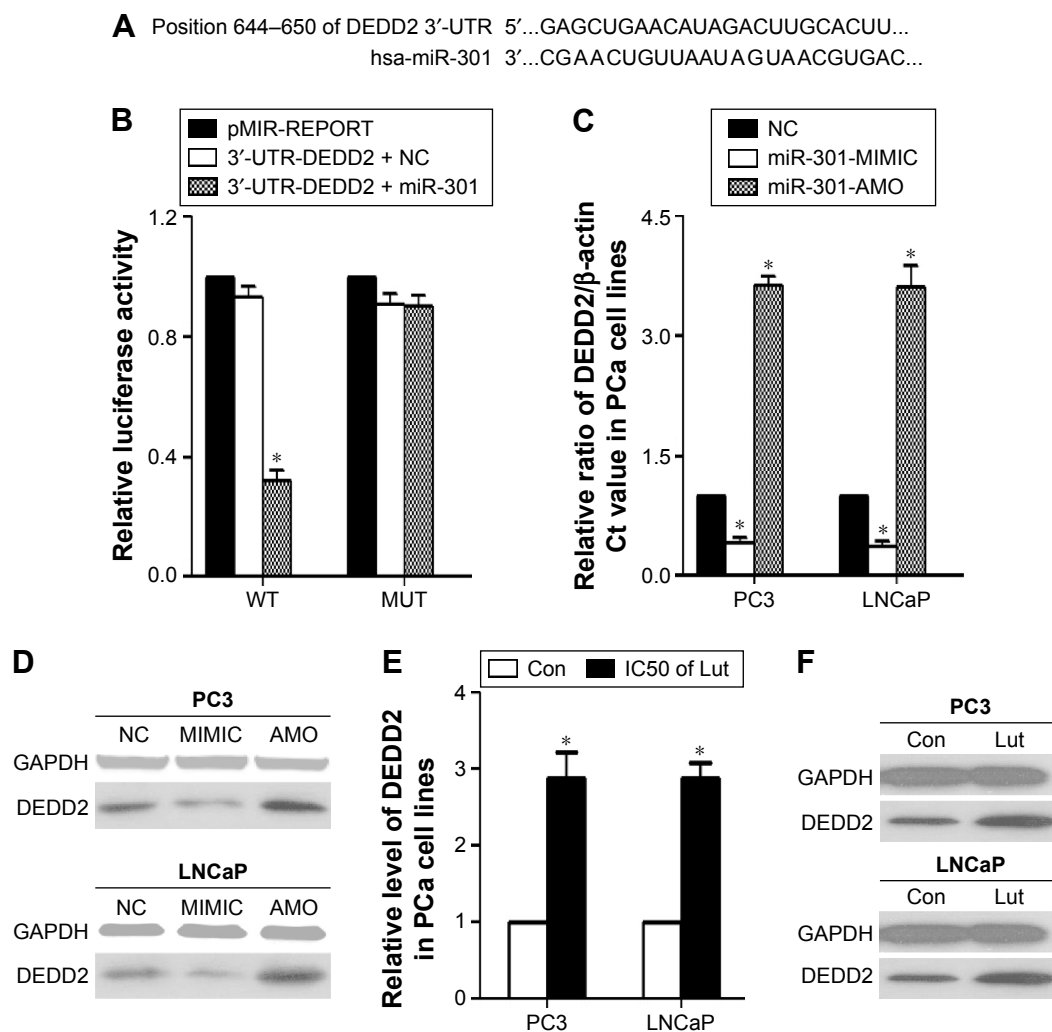 A
Position 644–650 of DEDD2 3′-UTR 5′...GAGCUGAACAUAGACUUGCACUU...
hsa-miR-301 3′...CGAACUGUUAAUAGUAACGUGAC...
B
pMIR-REPORT
3′-UTR-DEDD2 + NC
3′-UTR-DEDD2 + miR-301
Relative luciferase activity
1.2
0.8
0.4
0.0
*
WT MUT
C
NC
miR-301-MIMIC
miR-301-AMO
Relative ratio of DEDD2/β-actin
Ct value in PCa cell lines
4.5
3.0
1.5
0.0
* *
* *
PC3 LNCaP
D
PC3
NC MIMIC AMO
GAPDH
DEDD2
LNCaP
NC MIMIC AMO
GAPDH
DEDD2
E
Con IC50 of Lut
Relative level of DEDD2
in PCa cell lines
4
3
2
1
0
* *
PC3 LNCaP
F
PC3
Con Lut
GAPDH
DEDD2
LNCaP
Con Lut
GAPDH
DEDD2